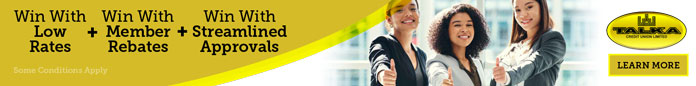 Win With
Low
Rates
+
Win With
Member
Rebates
+
Win With
Streamlined
Approvals
Some Conditions Apply
TALKA
CREDIT UNION LIMITED
LEARN MORE